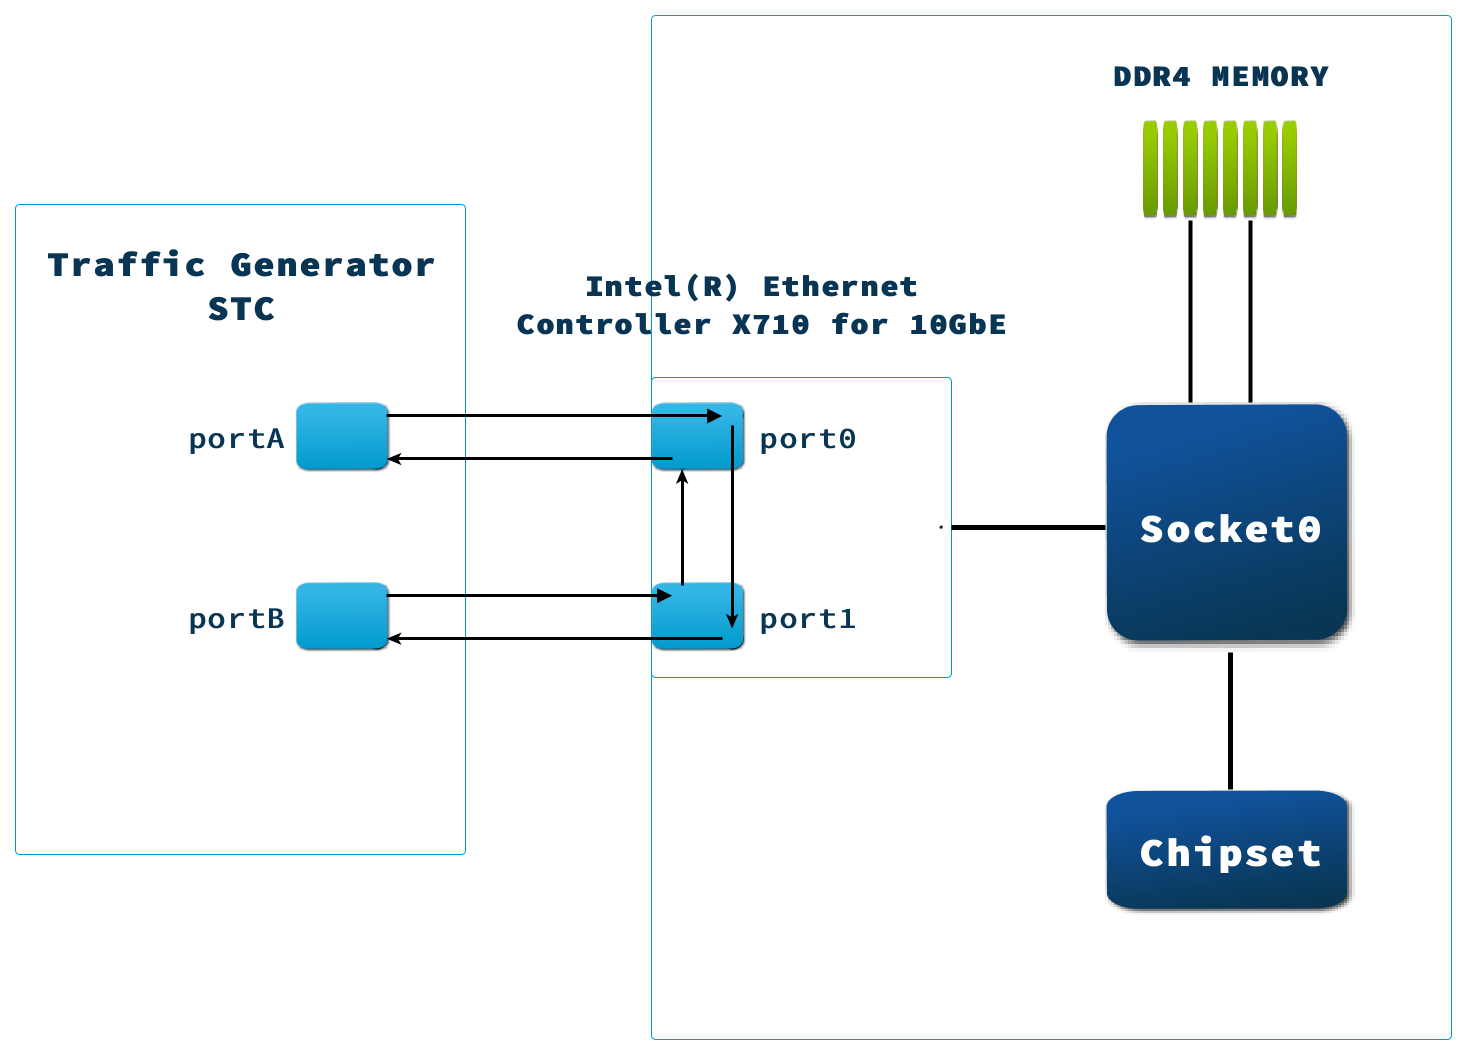 DDR4 MEMORY
Traffic Generator
STC
Intel(R) Ethernet
Controller X710 for 10GbE
portA
port0
Socket0
portB
port1
Chipset